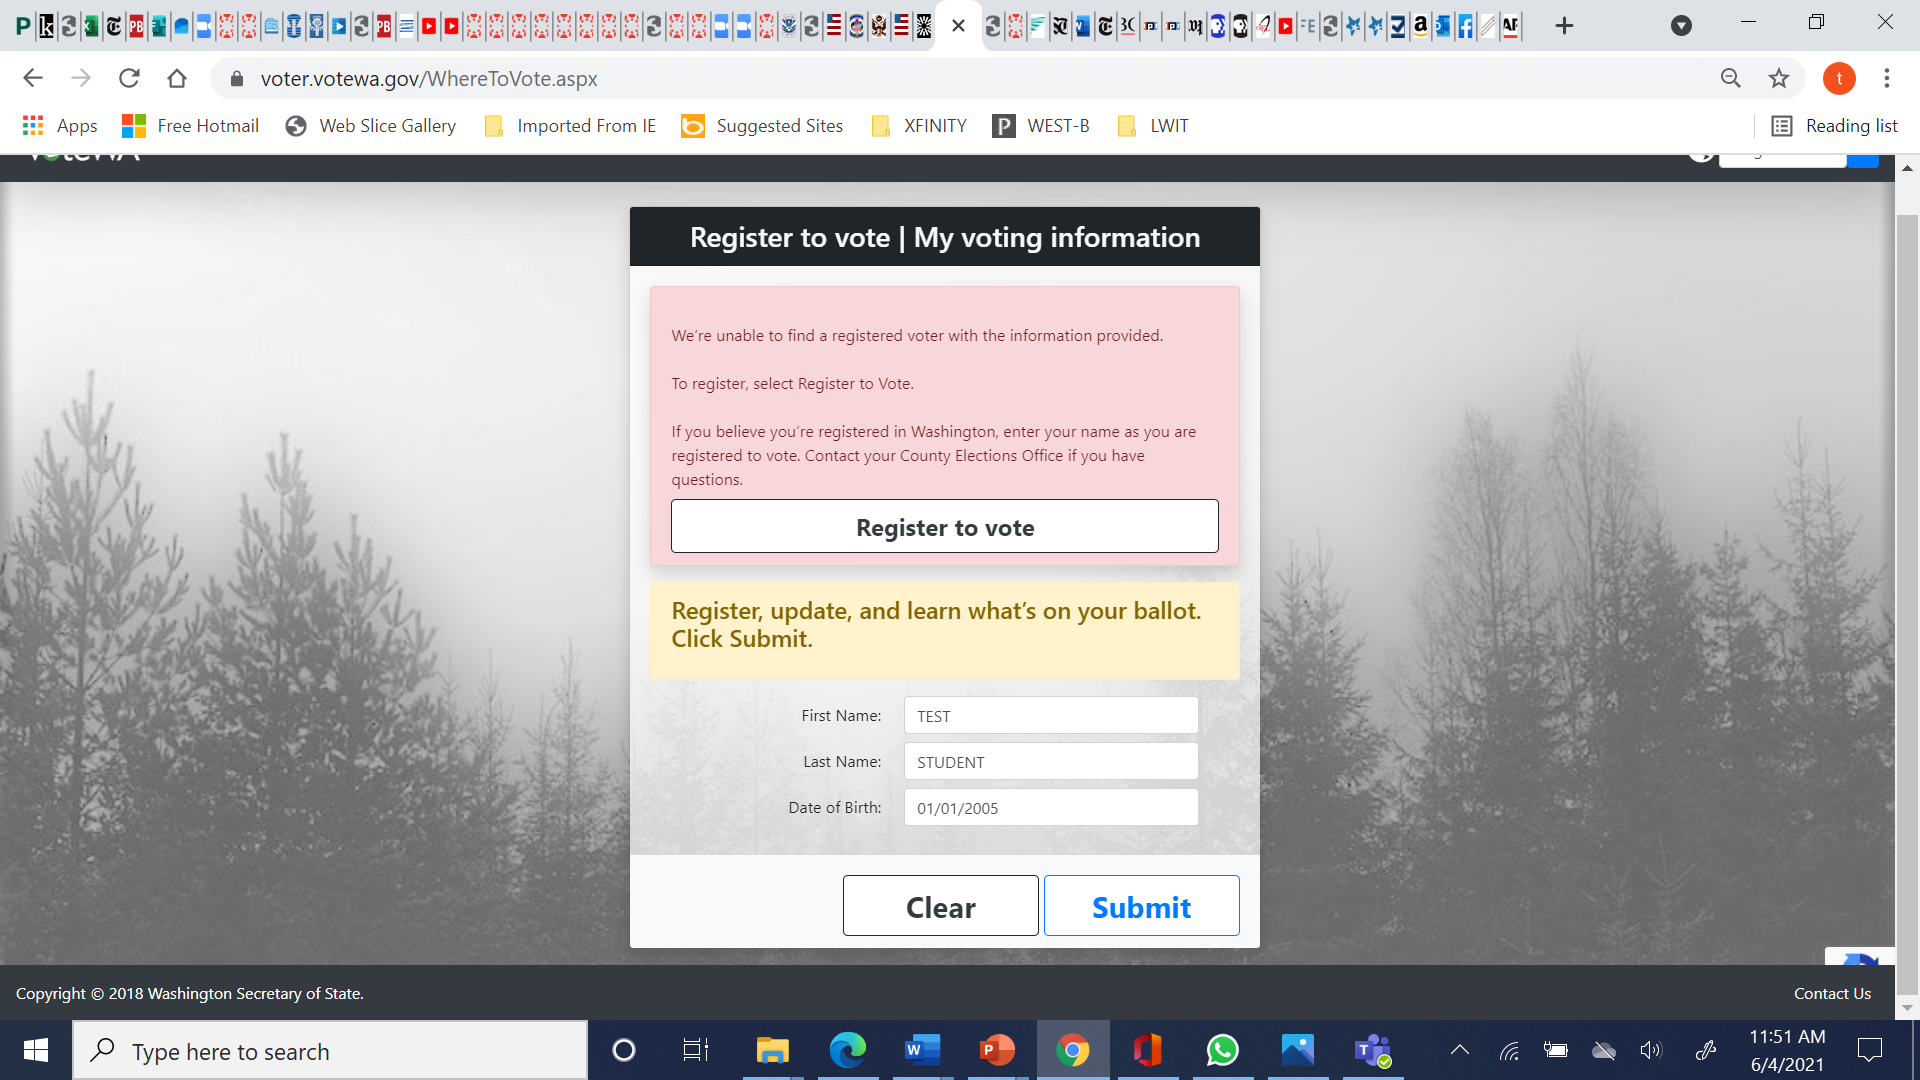 voter.votewa.gov/WhereToVote.aspx
t
Apps
Free Hotmail
Web Slice Gallery
Imported From IE
Suggested Sites
XFINITY
WEST-B
LWIT
Reading list
Register to vote | My voting information
We're unable to find a registered voter with the information provided.
To register, select Register to Vote.
If you believe you're registered in Washington, enter your name as you are
registered to vote. Contact your County Elections Office if you have
questions.
Register to vote
Register, update, and learn what's on your ballot.
Click Submit.
First Name: TEST
Last Name: STUDENT
Date of Birth: 01/01/2005
Clear
Submit
Copyright © 2018 Washington Secretary of State.
Contact Us
Type here to search
11:51 AM
6/4/2021